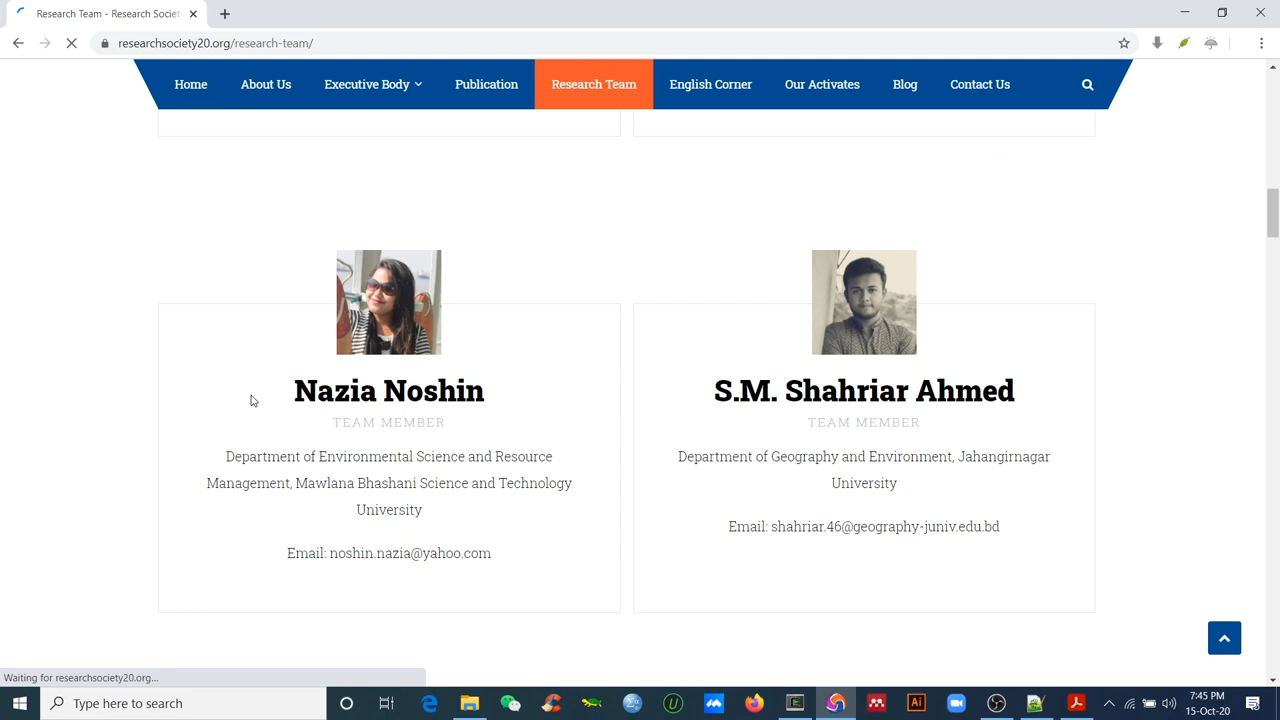 Research Team - Research Societ
researchsociety20.org/research-team/
Home About Us Executive Body Publication Research Team English Corner Our Activates Blog Contact Us
Nazia Noshin
TEAM MEMBER
Department of Environmental Science and Resource
Management, Mawlana Bhashani Science and Technology
University
Email: noshin.nazia@yahoo.com
S.M. Shahriar Ahmed
TEAM MEMBER
Department of Geography and Environment, Jahangirnagar
University
Email: shahriar.46@geography-juniv.edu.bd
Waiting for researchsociety20.org...
Type here to search
Ai
7:45 PM
15-Oct-20